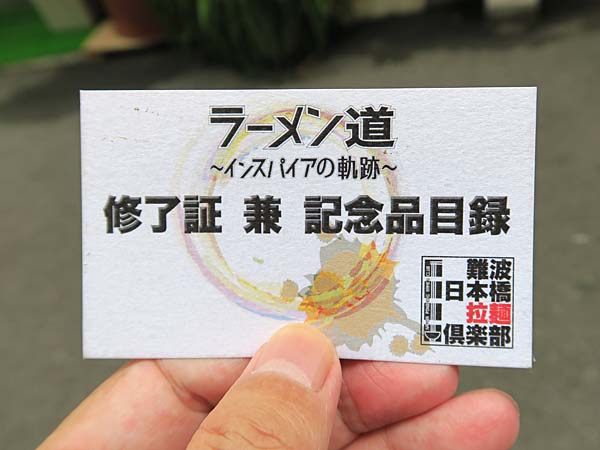 ラーメン道
~インスパイアの軌跡~
修了証 兼 記念品目録
難波
日本橋
拉麺
倶楽部